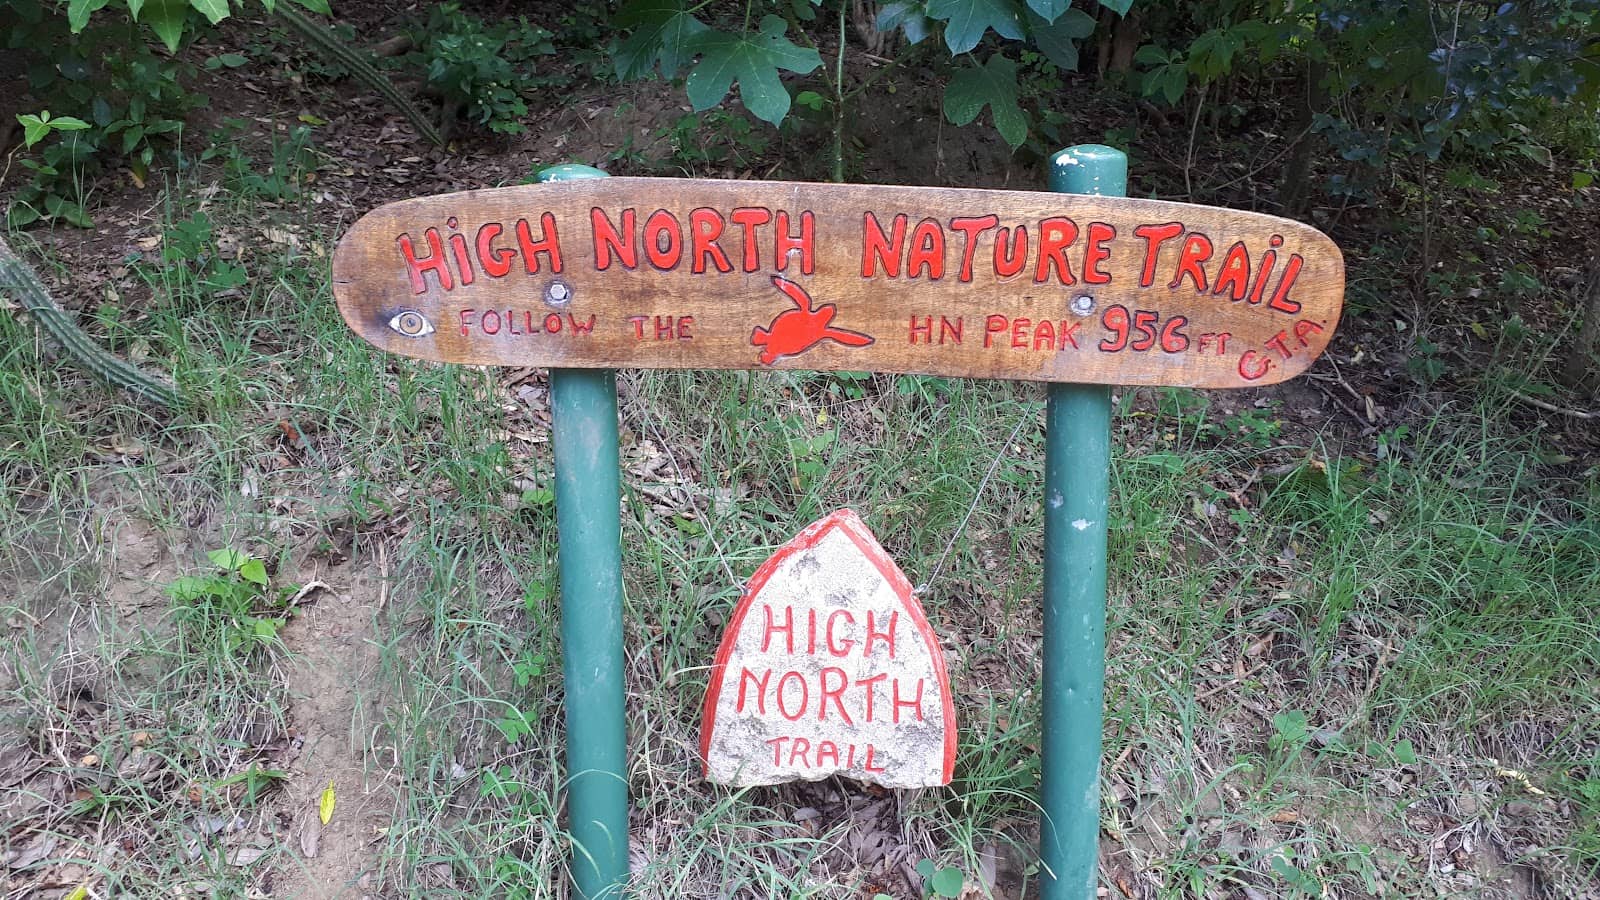 HiGH NORTH NATURE TRAiL
FOLLOW THE HN PEAK 956 FT G.T.A.
HIGH
NORTH
TRAIL